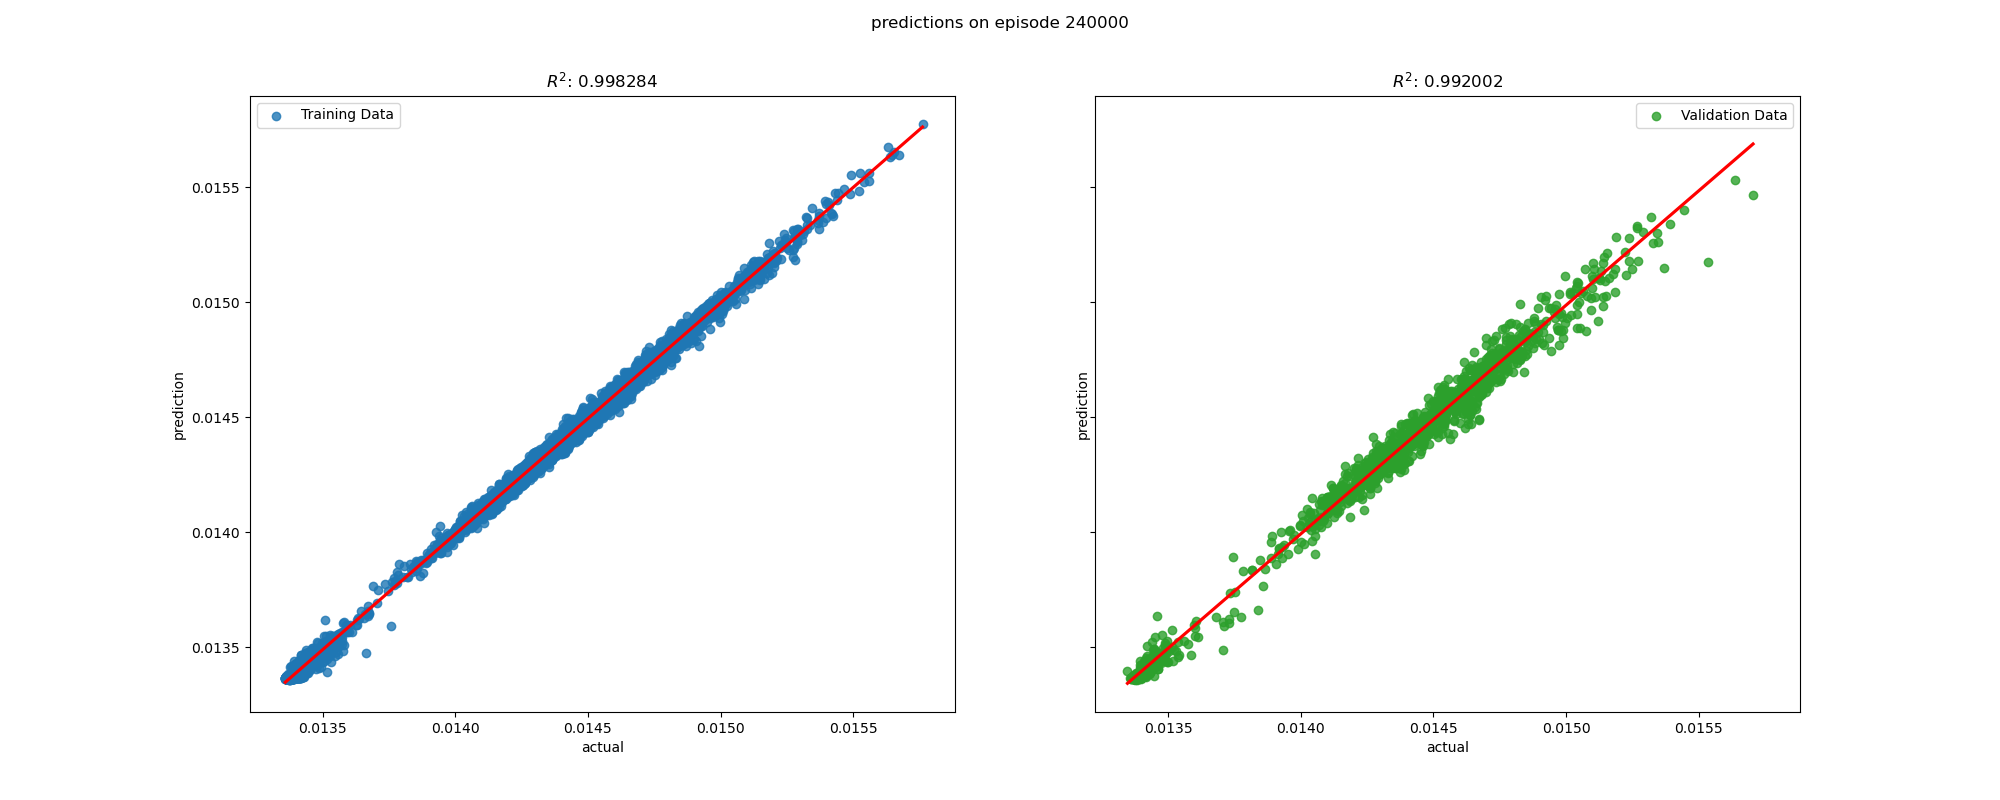 predictions on episode 240000
R²: 0.998284
Training Data
prediction
0.0155
0.0150
0.0145
0.0140
0.0135
0.0135 0.0140 0.0145 0.0150 0.0155
actual
R²: 0.992002
Validation Data
prediction
0.0135 0.0140 0.0145 0.0150 0.0155
actual